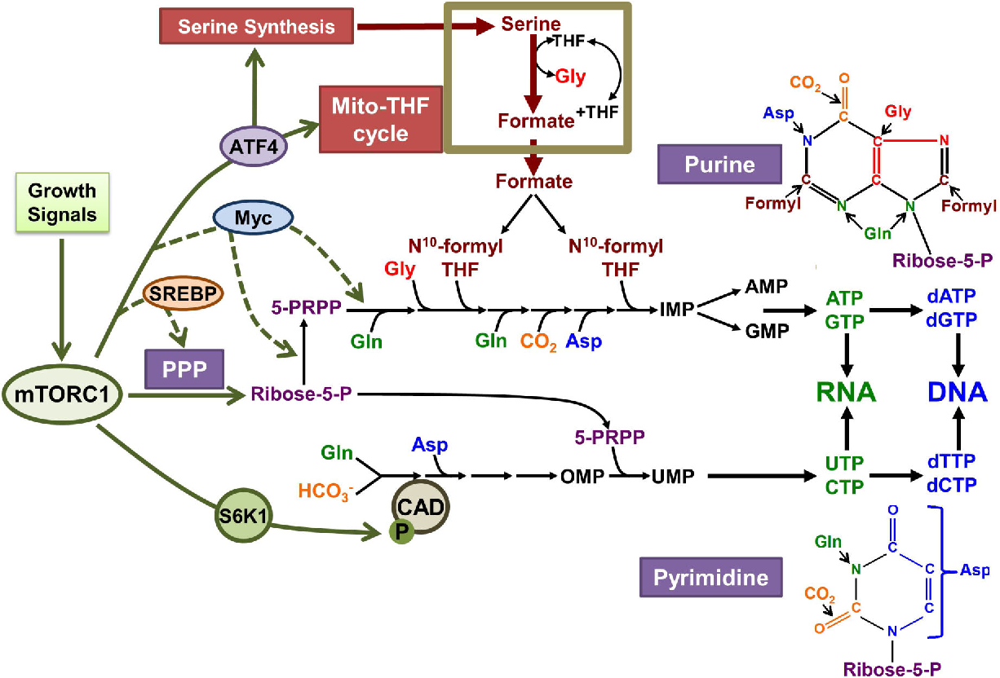 Serine Synthesis
Serine
THF
Gly
Formate
+THF
Mito-THF
cycle
ATF4
Formate
Growth
Signals
Myc
N¹⁰-formyl
THF
N¹⁰-formyl
THF
Gly
SREBP
5-PRPP
Gln
Gln
CO₂
Asp
IMP
AMP
GMP
ATP
GTP
dATP
dGTP
PPP
mTORC1
Ribose-5-P
RNA
DNA
5-PRPP
Gln
HCO₃⁻
Asp
OMP
UMP
UTP
CTP
dTTP
dCTP
CAD
P
S6K1
Purine
CO₂
O
Asp
C
Gly
N
C
N
C
C
C
Formyl
N
N
Formyl
Gln
Ribose-5-P
Pyrimidine
O
Gln
C
N
C
Asp
CO₂
C
C
O
N
Ribose-5-P